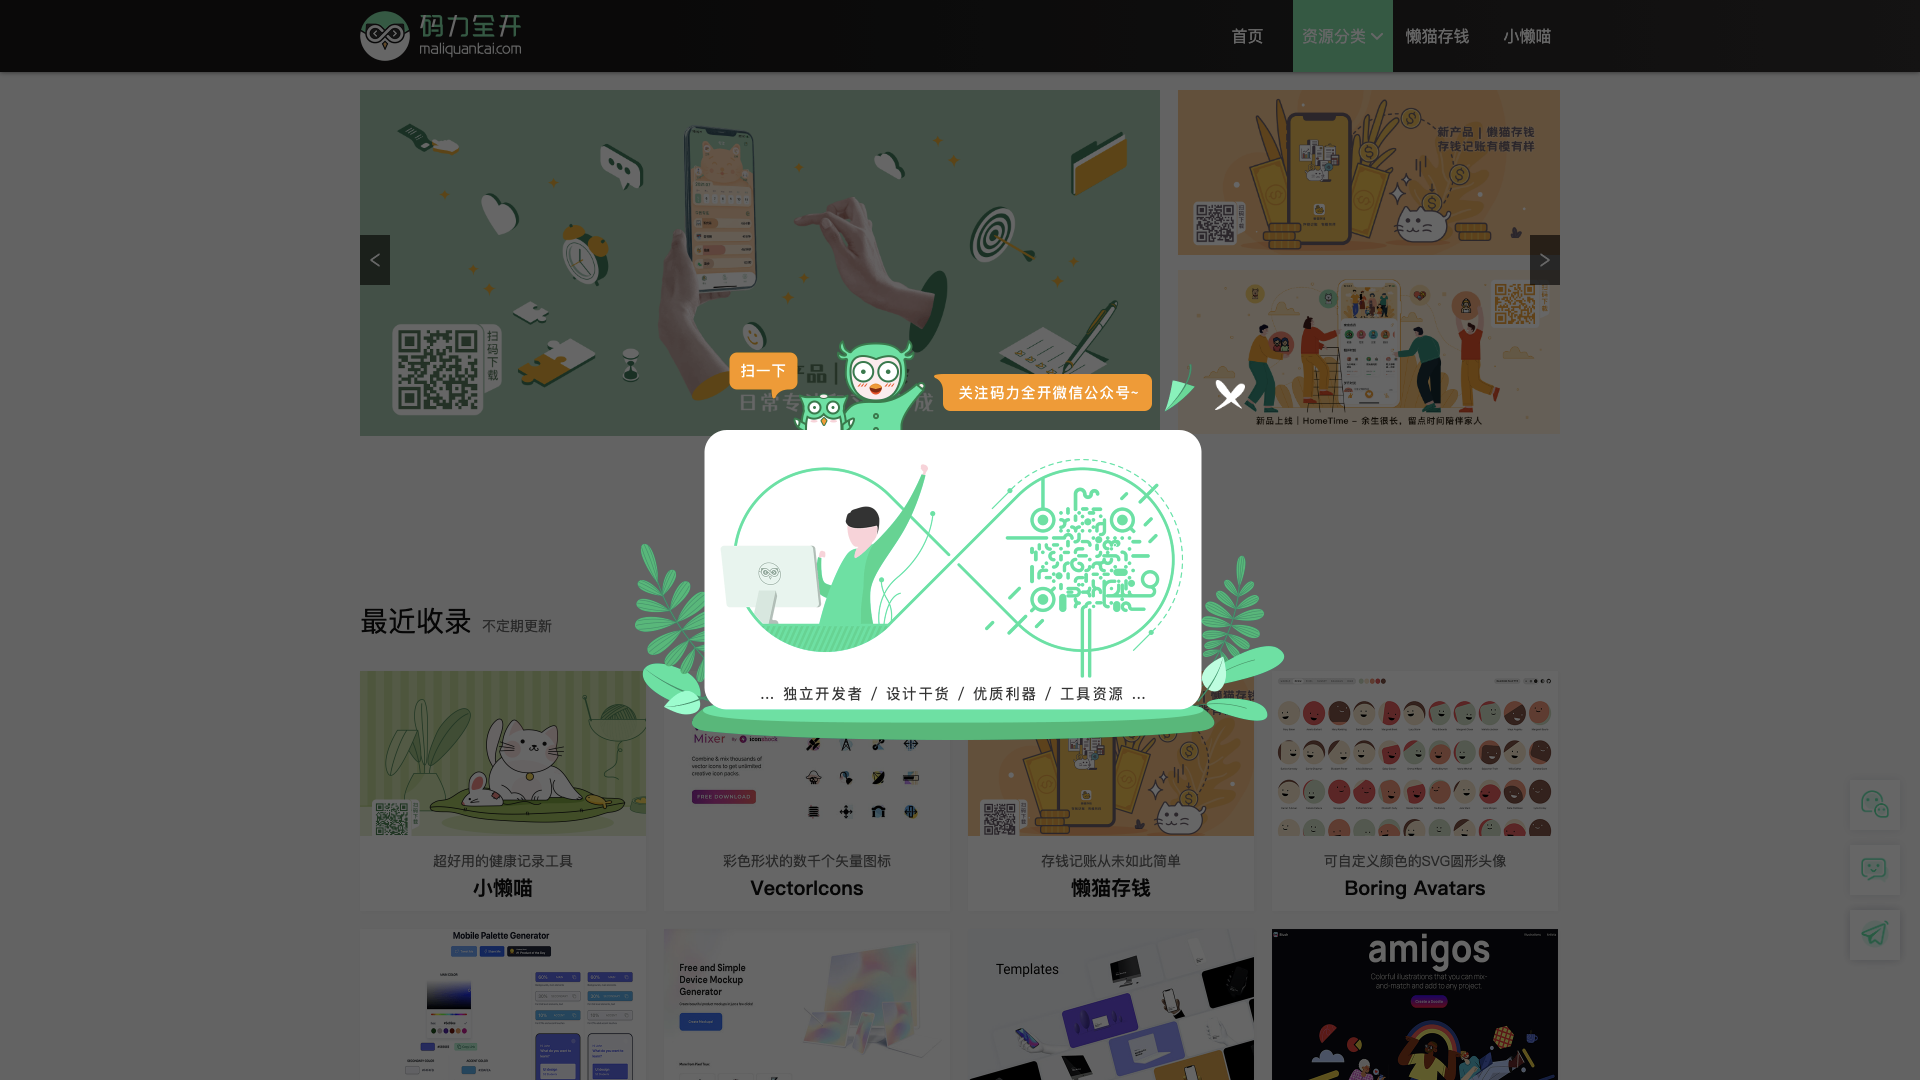 码力全开
maliquankai.com
首页
资源分类
懒猫存钱
小懒喵
新产品 | 懒猫存钱
存钱记账有模有样
扫码下载
扫码下载
扫一下
关注码力全开微信公众号~
新品上线 | HomeTime - 余生很长，留点时间陪伴家人
... 独立开发者 / 设计干货 / 优质利器 / 工具资源 ...
最近收录
不定期更新
Mixer by iconshock
Combine & mix thousands of
vector icons to get unlimited
creative icon packs.
FREE DOWNLOAD
超好用的健康记录工具
小懒喵
彩色形状的数千个矢量图标
VectorIcons
存钱记账从未如此简单
懒猫存钱
可自定义颜色的SVG圆形头像
Boring Avatars
Mobile Palette Generator
Free and Simple
Device Mockup
Generator
Templates
amigos
Colorful illustrations that you can mix-
and-match and add to any project